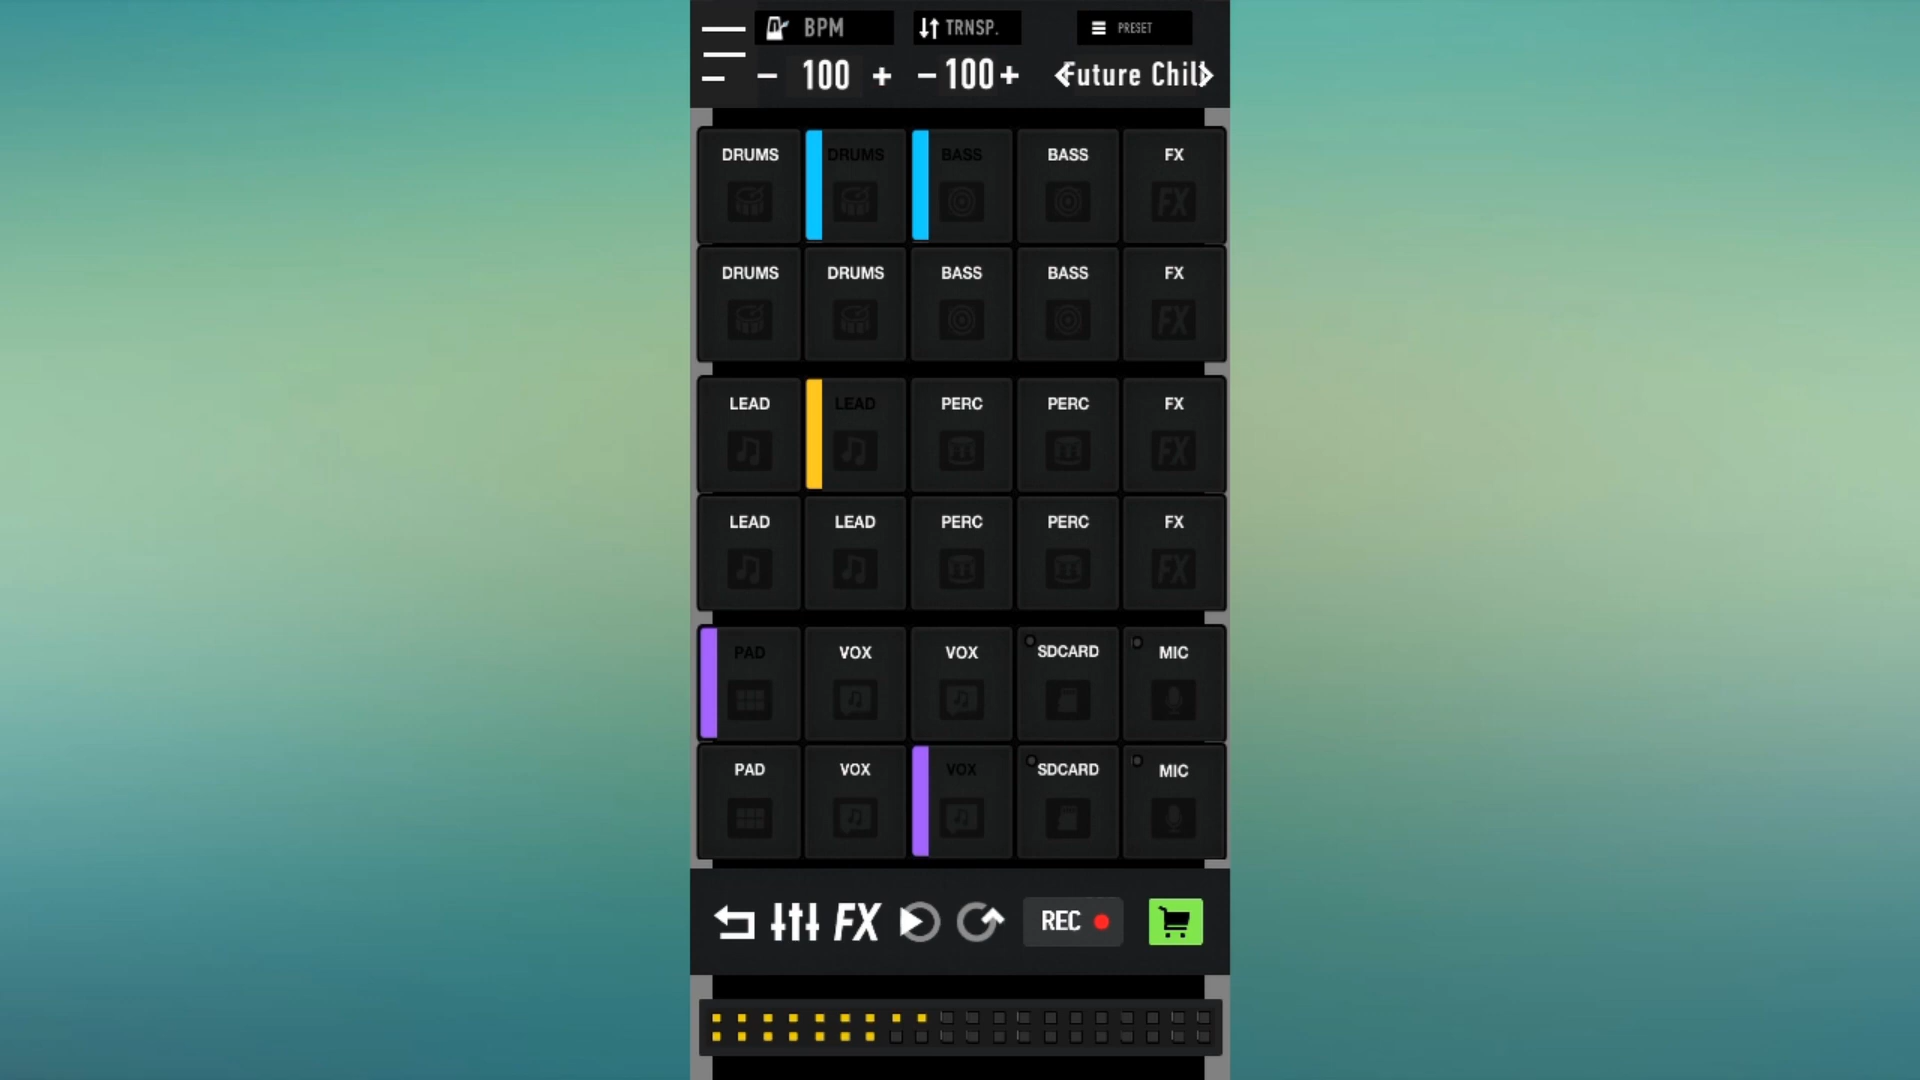 BPM TRNSP. PRESET
− 100 + − 100 + Future Chill
DRUMS DRUMS BASS BASS FX
DRUMS DRUMS BASS BASS FX
LEAD LEAD PERC PERC FX
LEAD LEAD PERC PERC FX
PAD VOX VOX SDCARD MIC
PAD VOX VOX SDCARD MIC
FX REC